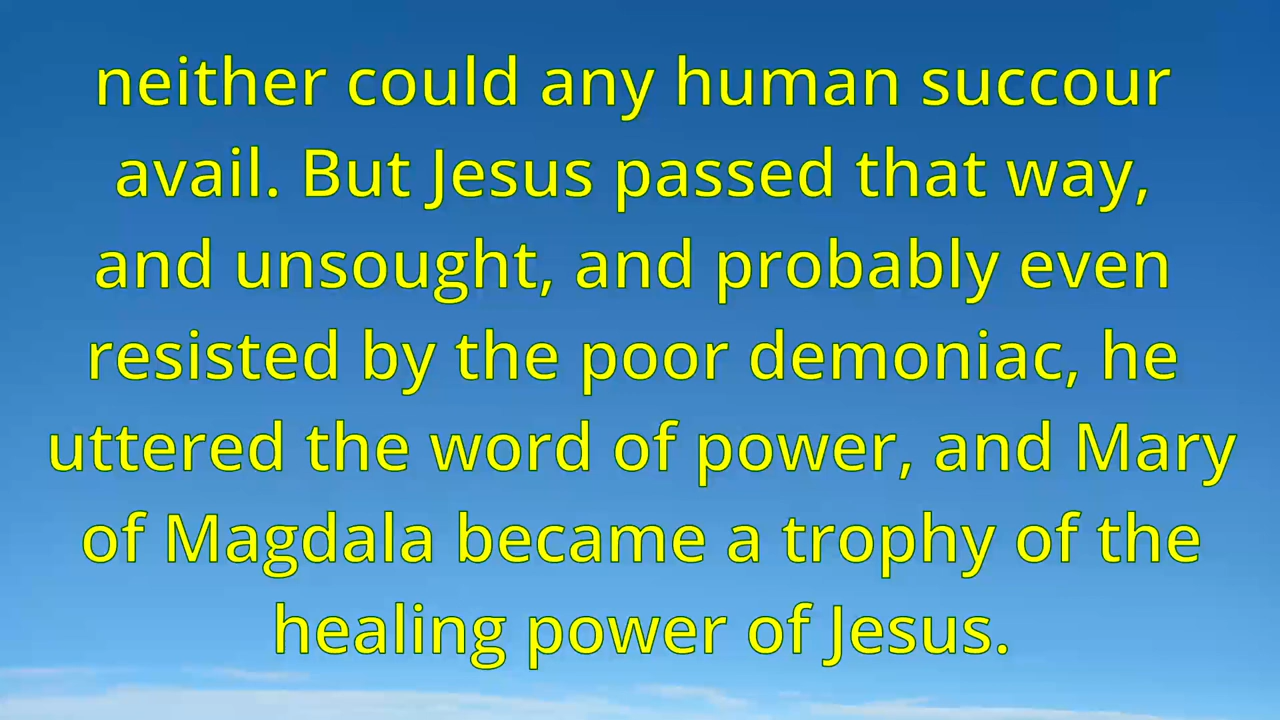 neither could any human succour
avail. But Jesus passed that way,
and unsought, and probably even
resisted by the poor demoniac, he
uttered the word of power, and Mary
of Magdala became a trophy of the
healing power of Jesus.